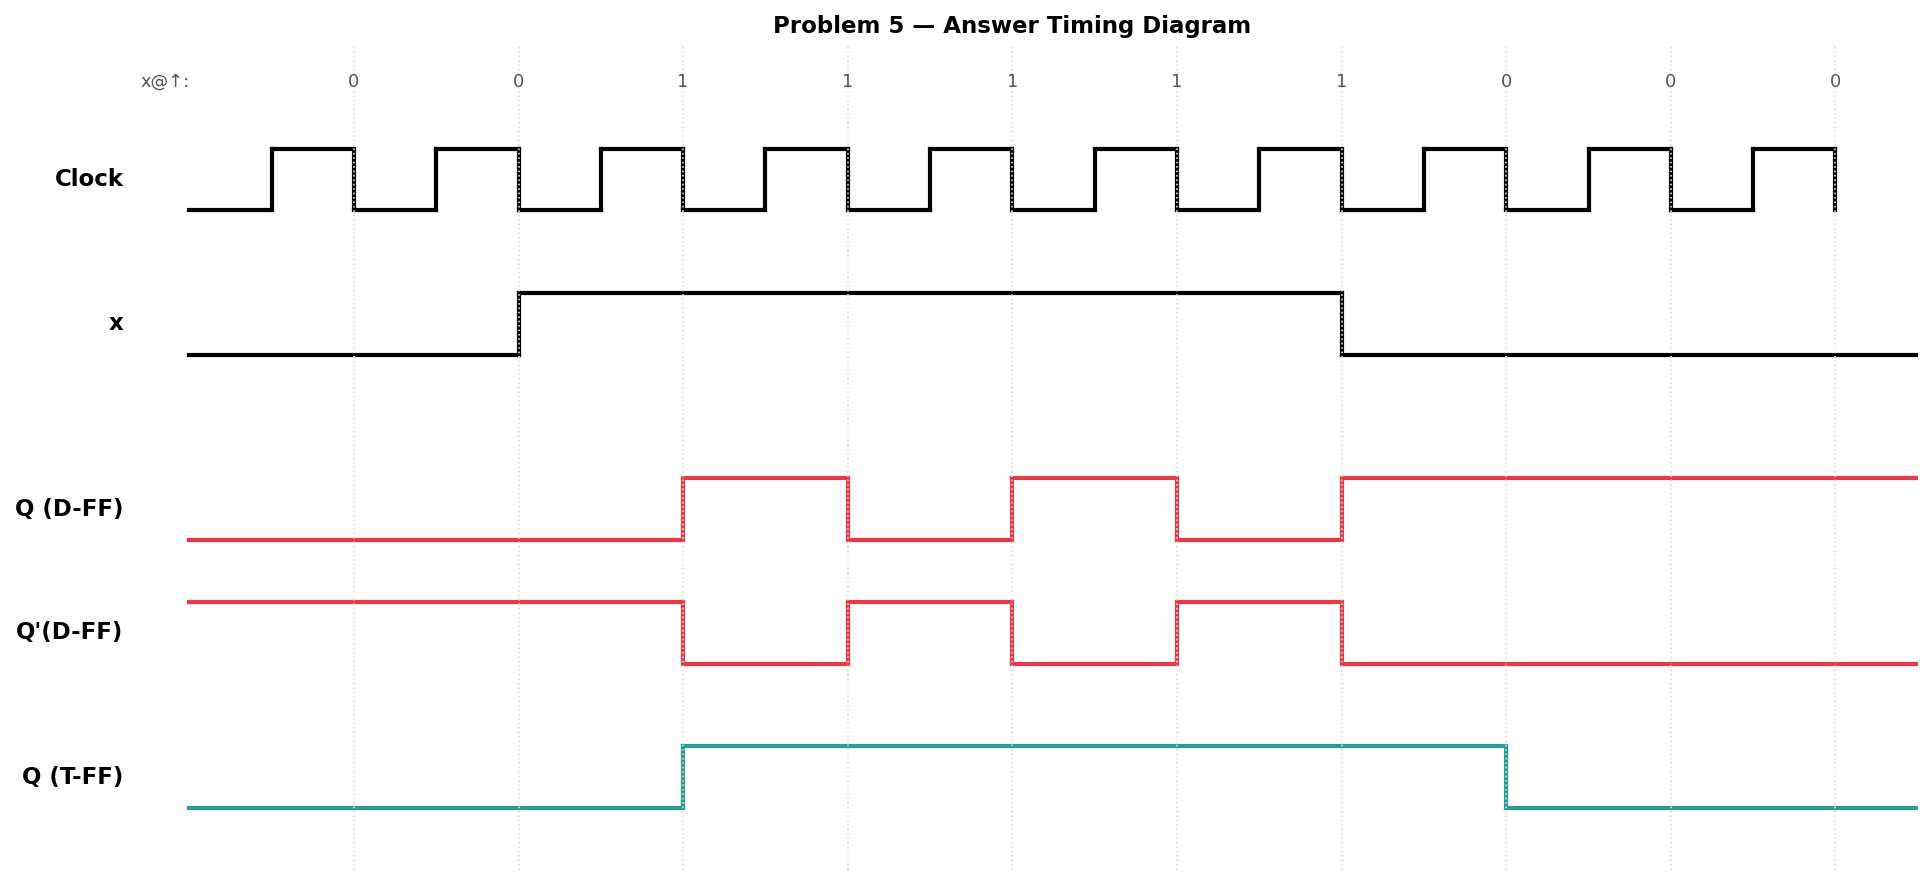 Problem 5 — Answer Timing Diagram
x@↑: 0 0 1 1 1 1 1 0 0 0
Clock
x
Q (D-FF)
Q'(D-FF)
Q (T-FF)